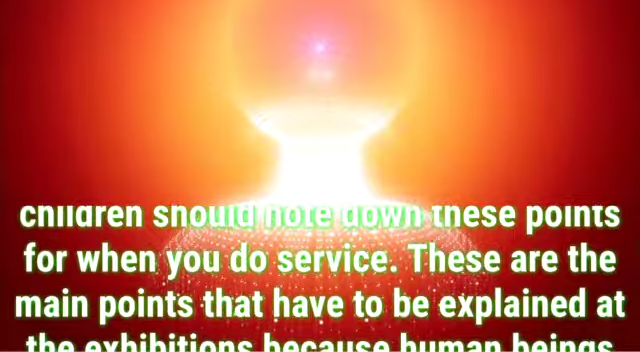 children should note down these points
for when you do service. These are the
main points that have to be explained at
the exhibitions because human beings